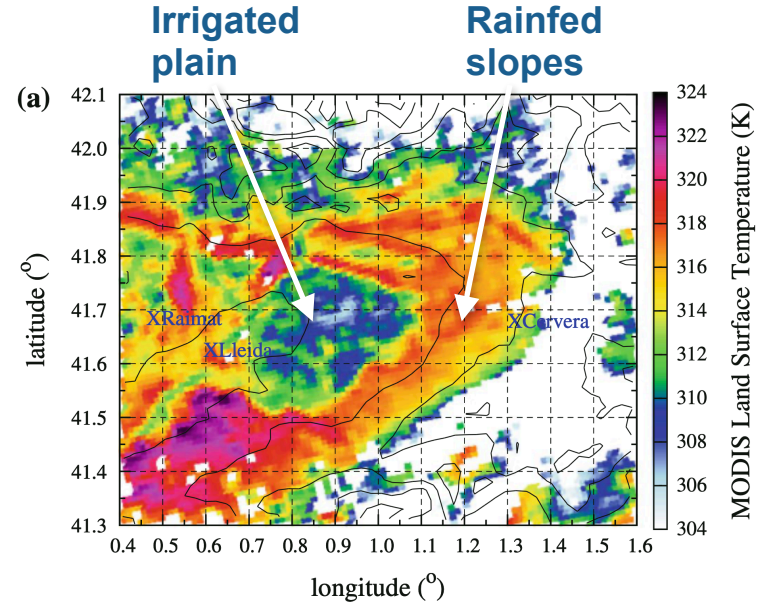 Irrigated
plain
Rainfed
slopes
(a)
42.1
42.0
41.9
41.8
41.7
41.6
41.5
41.4
41.3
latitude (°)
XRaimat
XLleida
XCervera
0.4 0.5 0.6 0.7 0.8 0.9 1.0 1.1 1.2 1.3 1.4 1.5 1.6
longitude (°)
324
322
320
318
316
314
312
310
308
306
304
MODIS Land Surface Temperature (K)